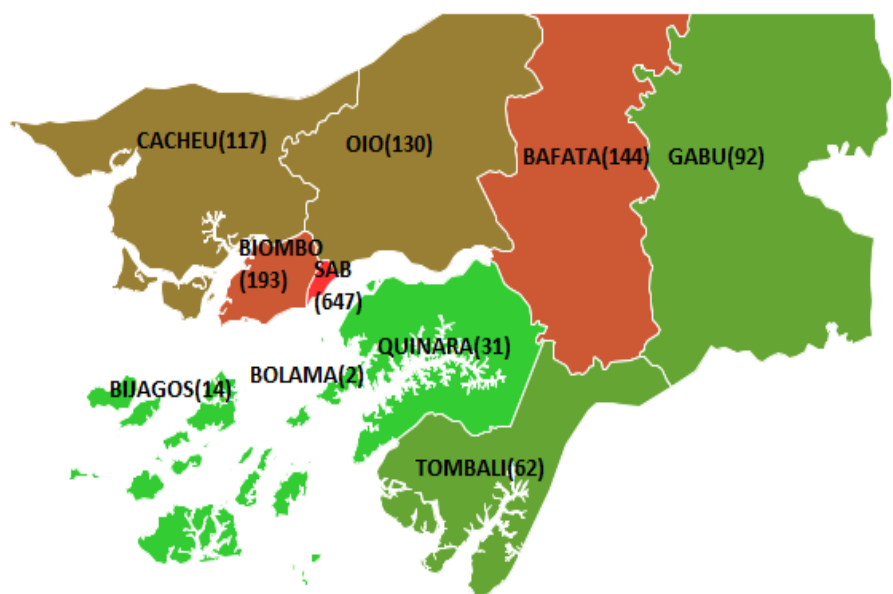 CACHEU(117)
OIO(130)
BAFATA(144)
GABU(92)
BIOMBO
(193)
SAB
(647)
QUINARA(31)
BOLAMA(2)
BIJAGOS(14)
TOMBALI(62)